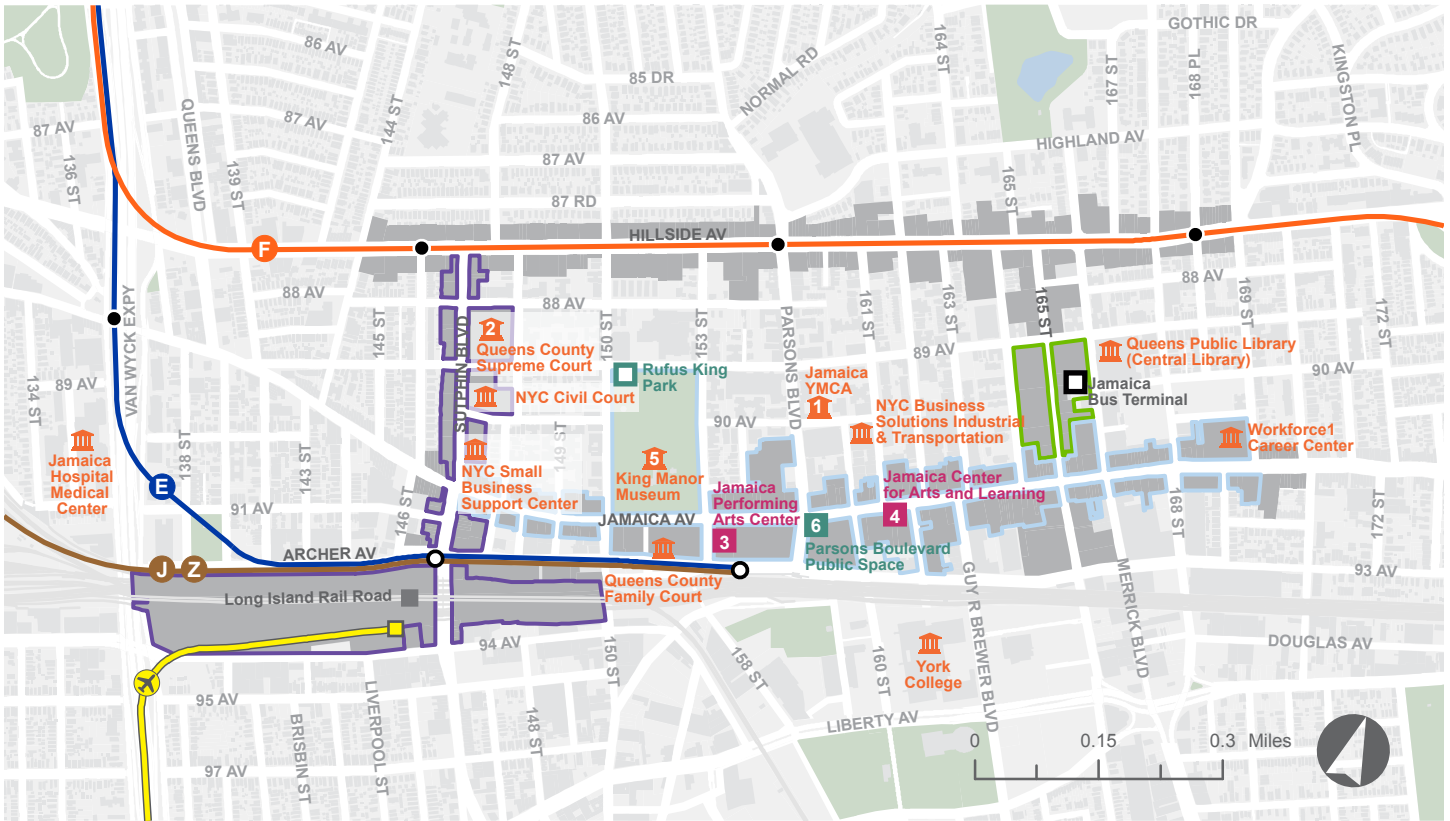 GOTHIC DR
86 AV
148 ST
85 DR
NORMAL RD
164 ST
167 ST
168 PL
KINGSTON PL
87 AV
QUEENS BLVD
87 AV
144 ST
86 AV
136 ST
139 ST
87 AV
HIGHLAND AV
165 ST
87 RD
F
HILLSIDE AV
88 AV
88 AV
88 AV
VAN WYCK EXPY
145 ST
SUTPHIN BLVD
150 ST
153 ST
PARSONS BLVD
161 ST
163 ST
165 ST
169 ST
172 ST
2
Queens County
Supreme Court
89 AV
Queens Public Library
(Central Library)
Rufus King
Park
Jamaica
YMCA
1
90 AV
134 ST
89 AV
NYC Civil Court
Jamaica
Bus Terminal
90 AV
NYC Business
Solutions Industrial
& Transportation
Workforce1
Career Center
138 ST
143 ST
149 ST
Jamaica
Hospital
Medical
Center
NYC Small
Business
Support Center
5
King Manor
Museum
Jamaica
Performing
Arts Center
3
Jamaica Center
for Arts and Learning
4
E
146 ST
91 AV
JAMAICA AV
6
Parsons Boulevard
Public Space
168 ST
172 ST
ARCHER AV
J
Z
Queens County
Family Court
93 AV
Long Island Rail Road
GUY R BREWER BLVD
MERRICK BLVD
94 AV
150 ST
158 ST
160 ST
York
College
DOUGLAS AV
95 AV
LIVERPOOL ST
BRISBIN ST
148 ST
LIBERTY AV
0
0.15
0.3 Miles
97 AV